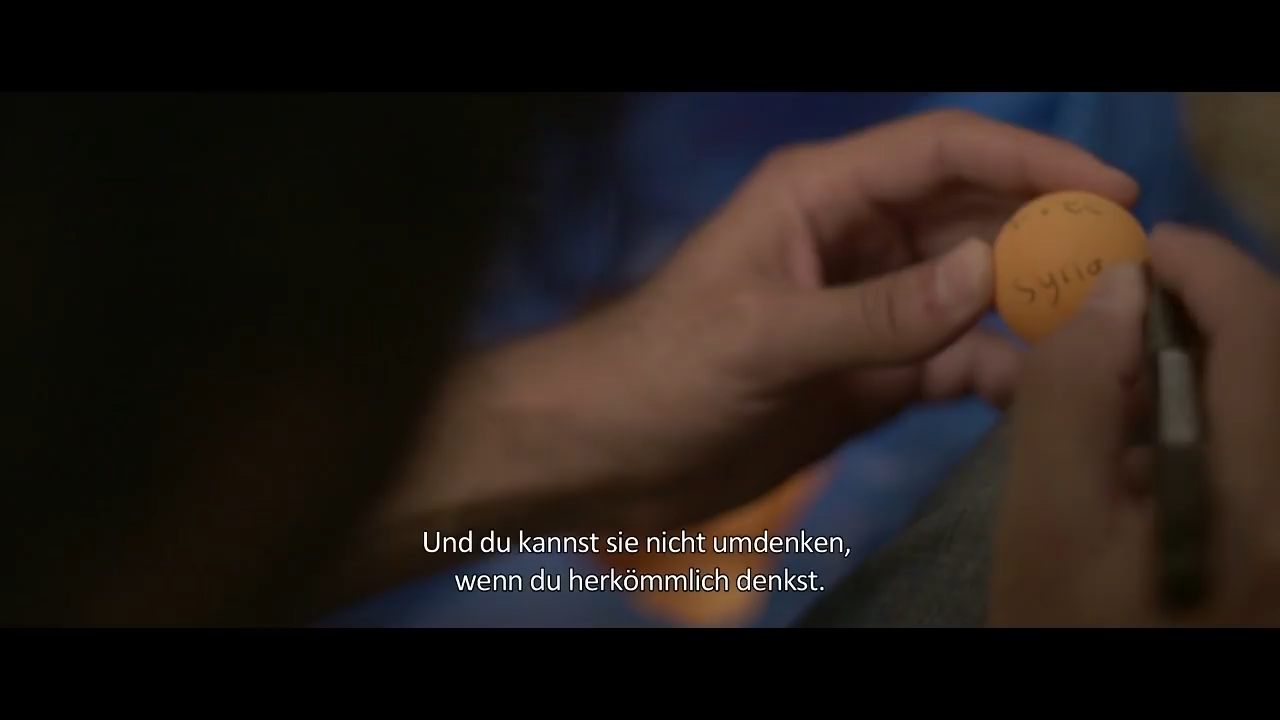 Syria
Und du kannst sie nicht umdenken,
wenn du herkömmlich denkst.